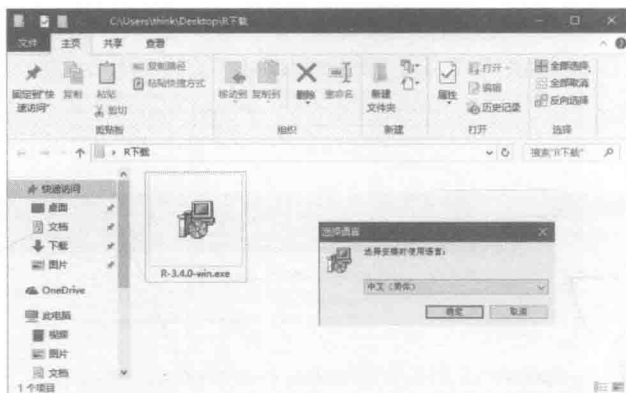 C:\Users\think\Desktop\R下载
文件 主页 共享 查看
固定到"快速访问" 复制 粘贴 复制路径 粘贴快捷方式 剪切
移动到 复制到 删除 重命名 新建文件夹 属性 打开 编辑 历史记录 全部选择 全部取消 反向选择
剪贴板 组织 新建 打开 选择
R下载 搜索"R下载"
快速访问
桌面
文档
下载
图片
OneDrive
此电脑
视频
图片
文档
R-3.4.0-win.exe
选择语言
选择安装时使用语言:
中文(简体)
确定 取消
1个项目